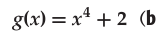 g(x) = x⁴ + 2 (b